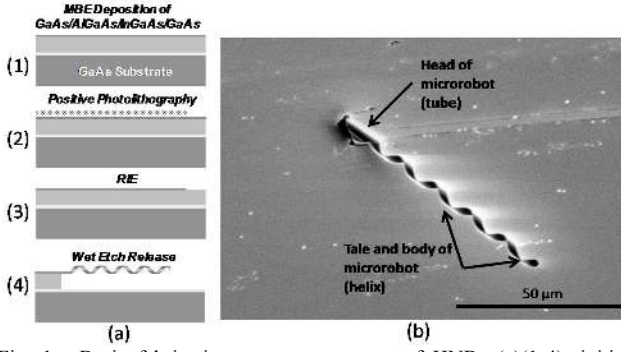 MBE Deposition of
GaAs/AlGaAs/InGaAs/GaAs
(1)
GaAs Substrate
Positive Photolithography
(2)
RIE
(3)
Wet Etch Release
(4)
(a)
Head of
microrobot
(tube)
Tale and body of
microrobot
(helix)
50 µm
(b)